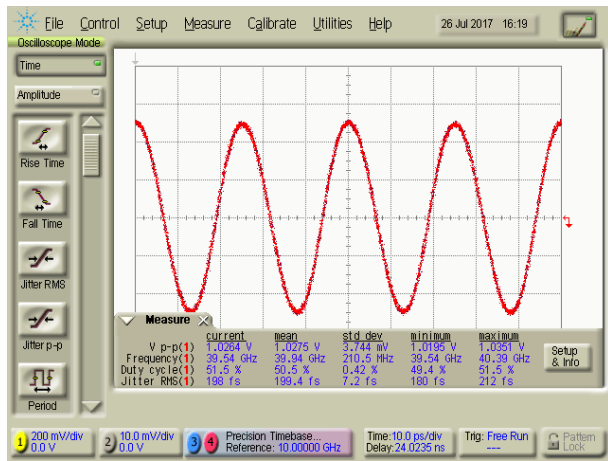 File Control Setup Measure Calibrate Utilities Help 26 Jul 2017 16:19
Oscilloscope Mode
Time
Amplitude
Rise Time
Fall Time
Jitter RMS
Jitter p-p
Period
Measure
current mean std dev minimum maximum
V p-p(1) 1.0264 V 1.0275 V 3.744 mV 1.0195 V 1.0351 V
Frequency(1) 39.54 GHz 39.94 GHz 210.5 MHz 39.54 GHz 40.39 GHz
Duty cycle(1) 51.5 % 50.5 % 0.42 % 49.4 % 51.5 %
Jitter RMS(1) 198 fs 199.4 fs 7.2 fs 180 fs 212 fs
Setup
& Info
1 200 mV/div
0.0 V
2 10.0 mV/div
0.0 V
3 4 Precision Timebase...
Reference: 10.00000 GHz
Time:10.0 ps/div
Delay:24.0235 ns
Trig: Free Run
---
Pattern
Lock